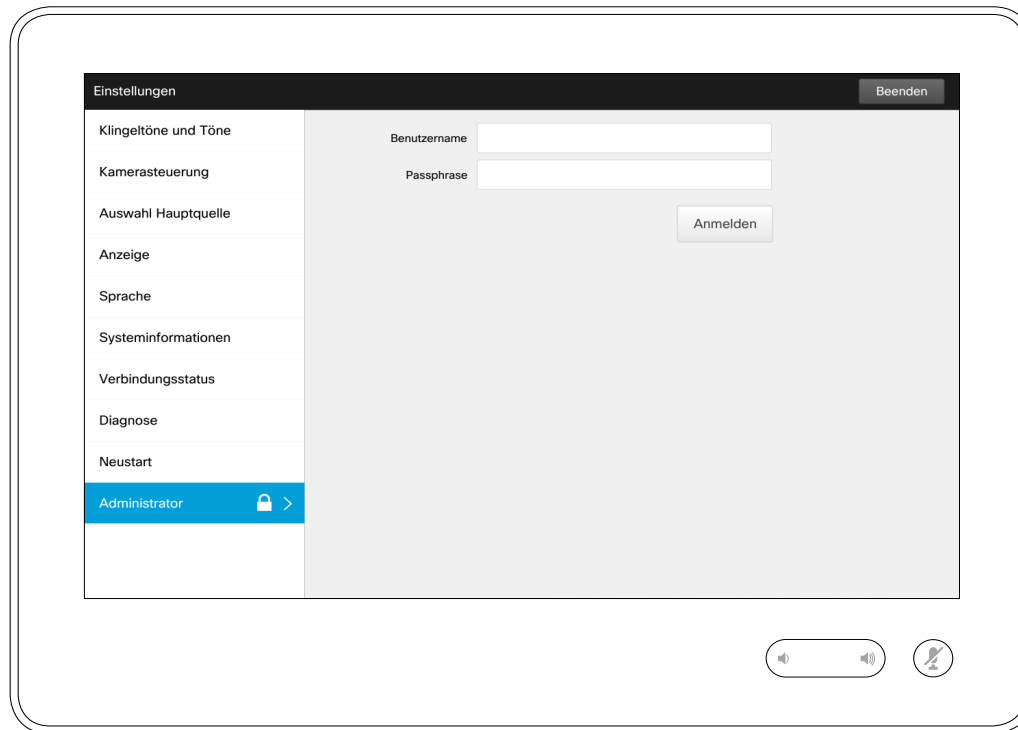 Einstellungen
Beenden
Klingeltöne und Töne
Kamerasteuerung
Auswahl Hauptquelle
Anzeige
Sprache
Systeminformationen
Verbindungsstatus
Diagnose
Neustart
Administrator
Benutzername
Passphrase
Anmelden